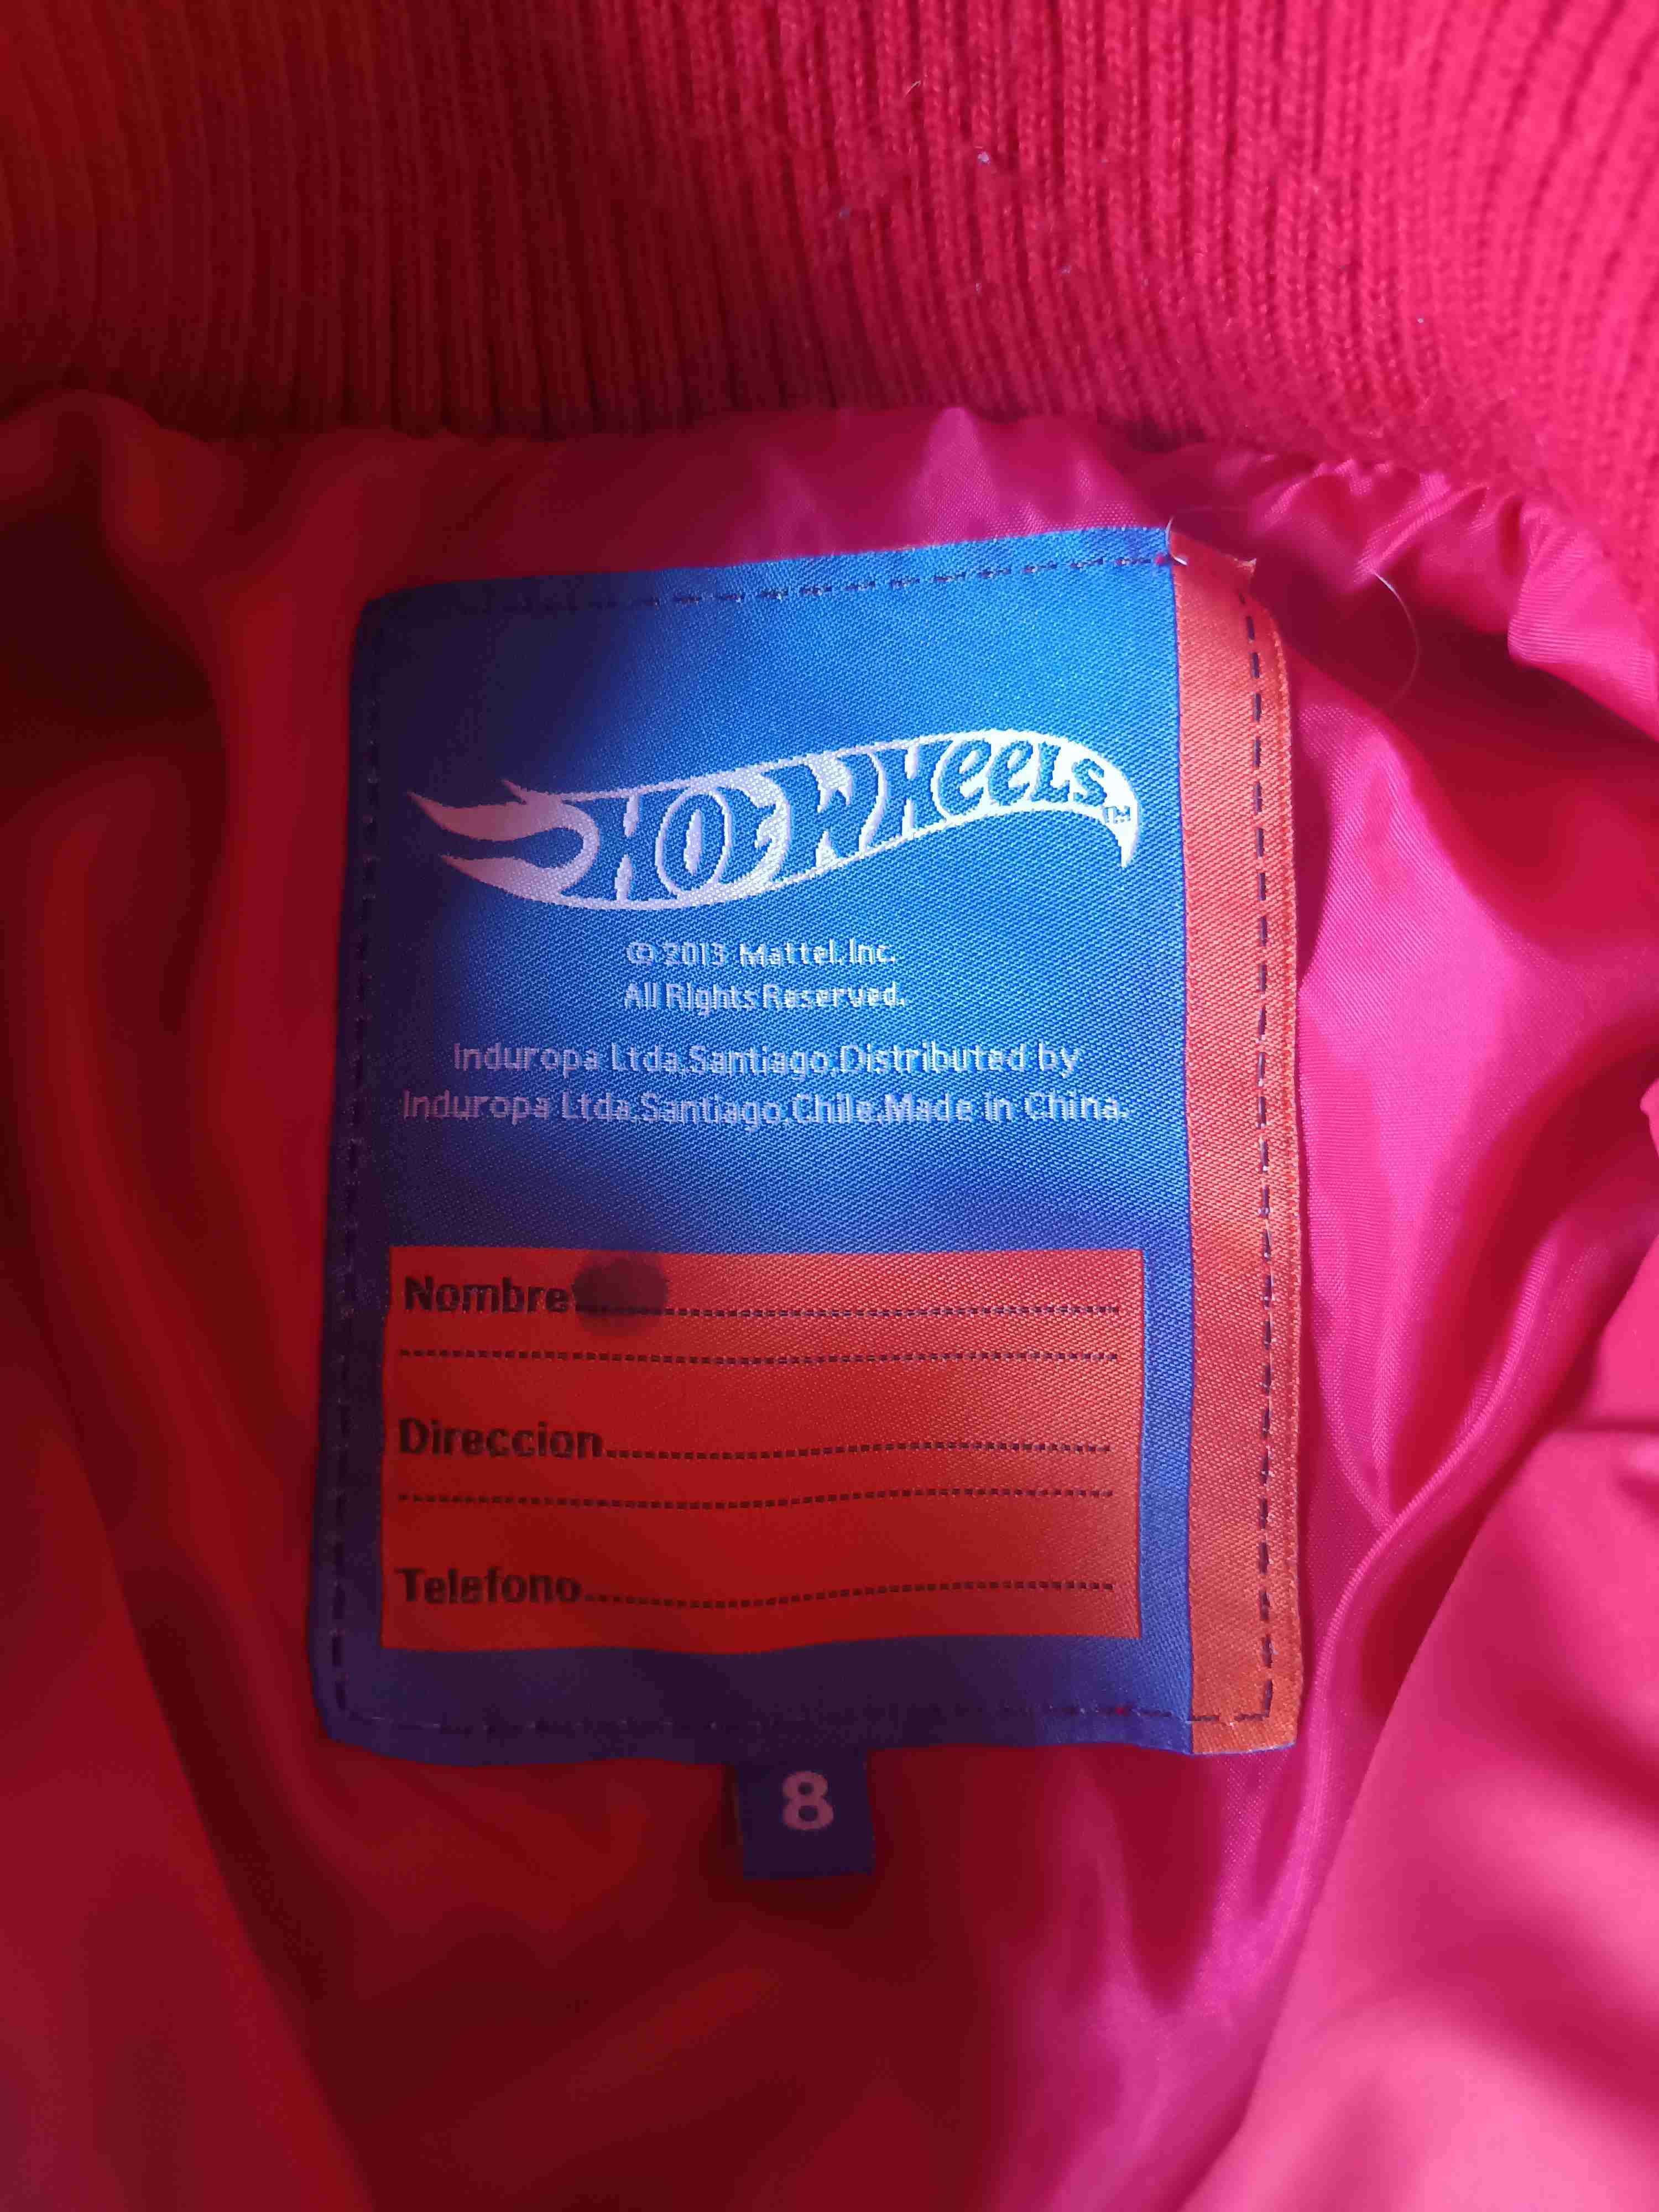 HOT WHEELS™
© 2013 Mattel,Inc.
All Rights Reserved.
Induropa Ltda.Santiago.Distributed by
Induropa Ltda.Santiago.Chile.Made in China.
Nombre
Direccion
Telefono
8